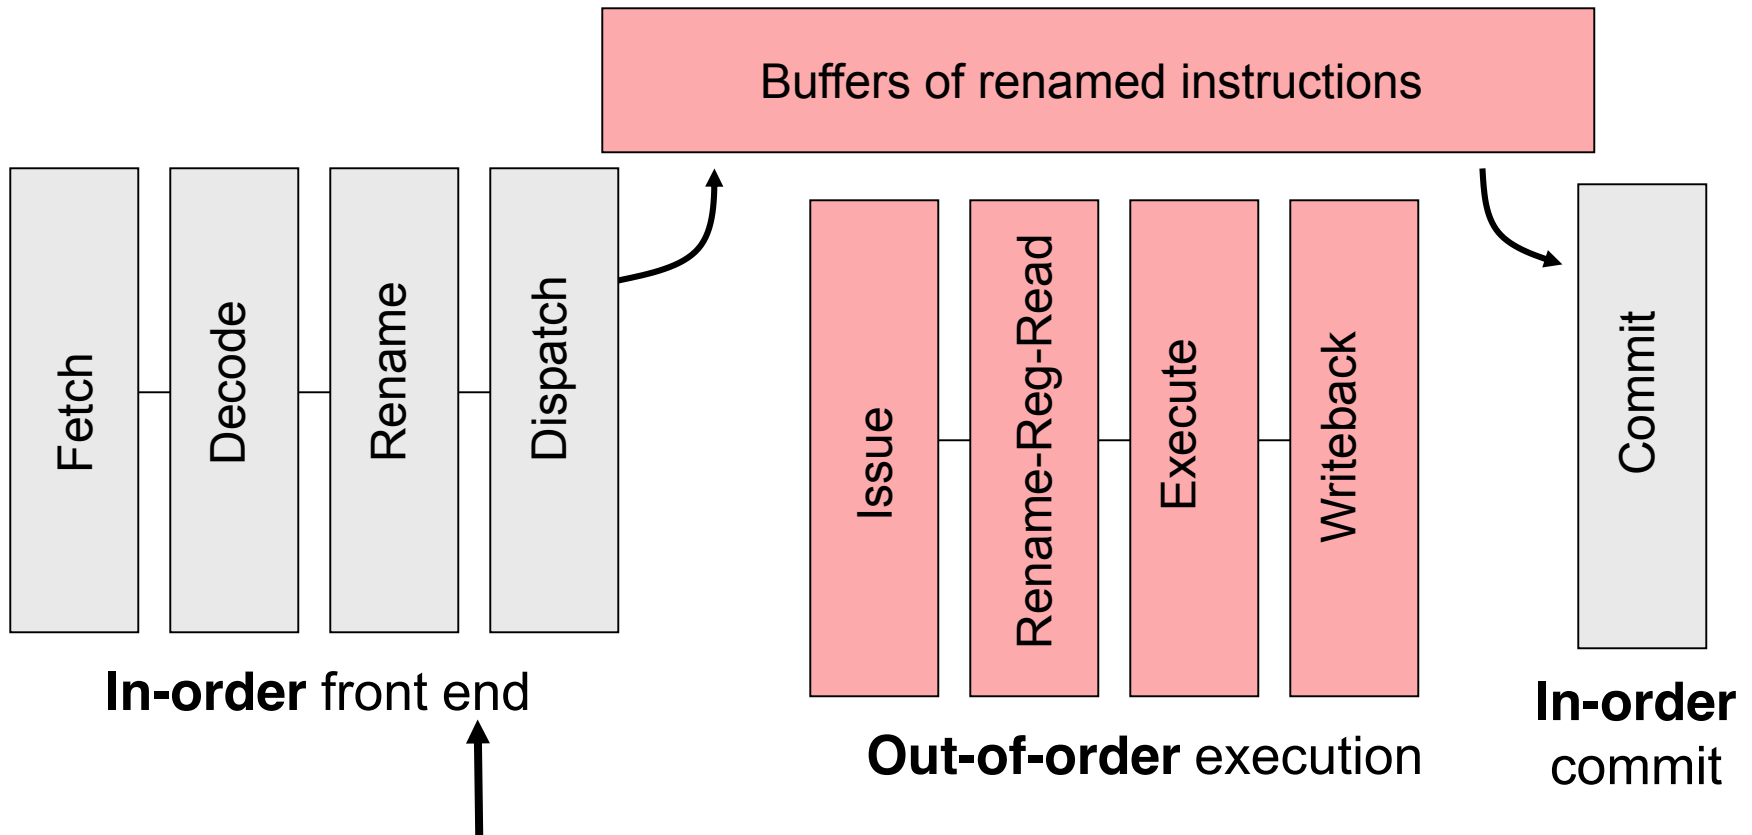 Buffers of renamed instructions
Fetch
Decode
Rename
Dispatch
Issue
Rename-Reg-Read
Execute
Writeback
Commit
In-order front end
Out-of-order execution
In-order
commit